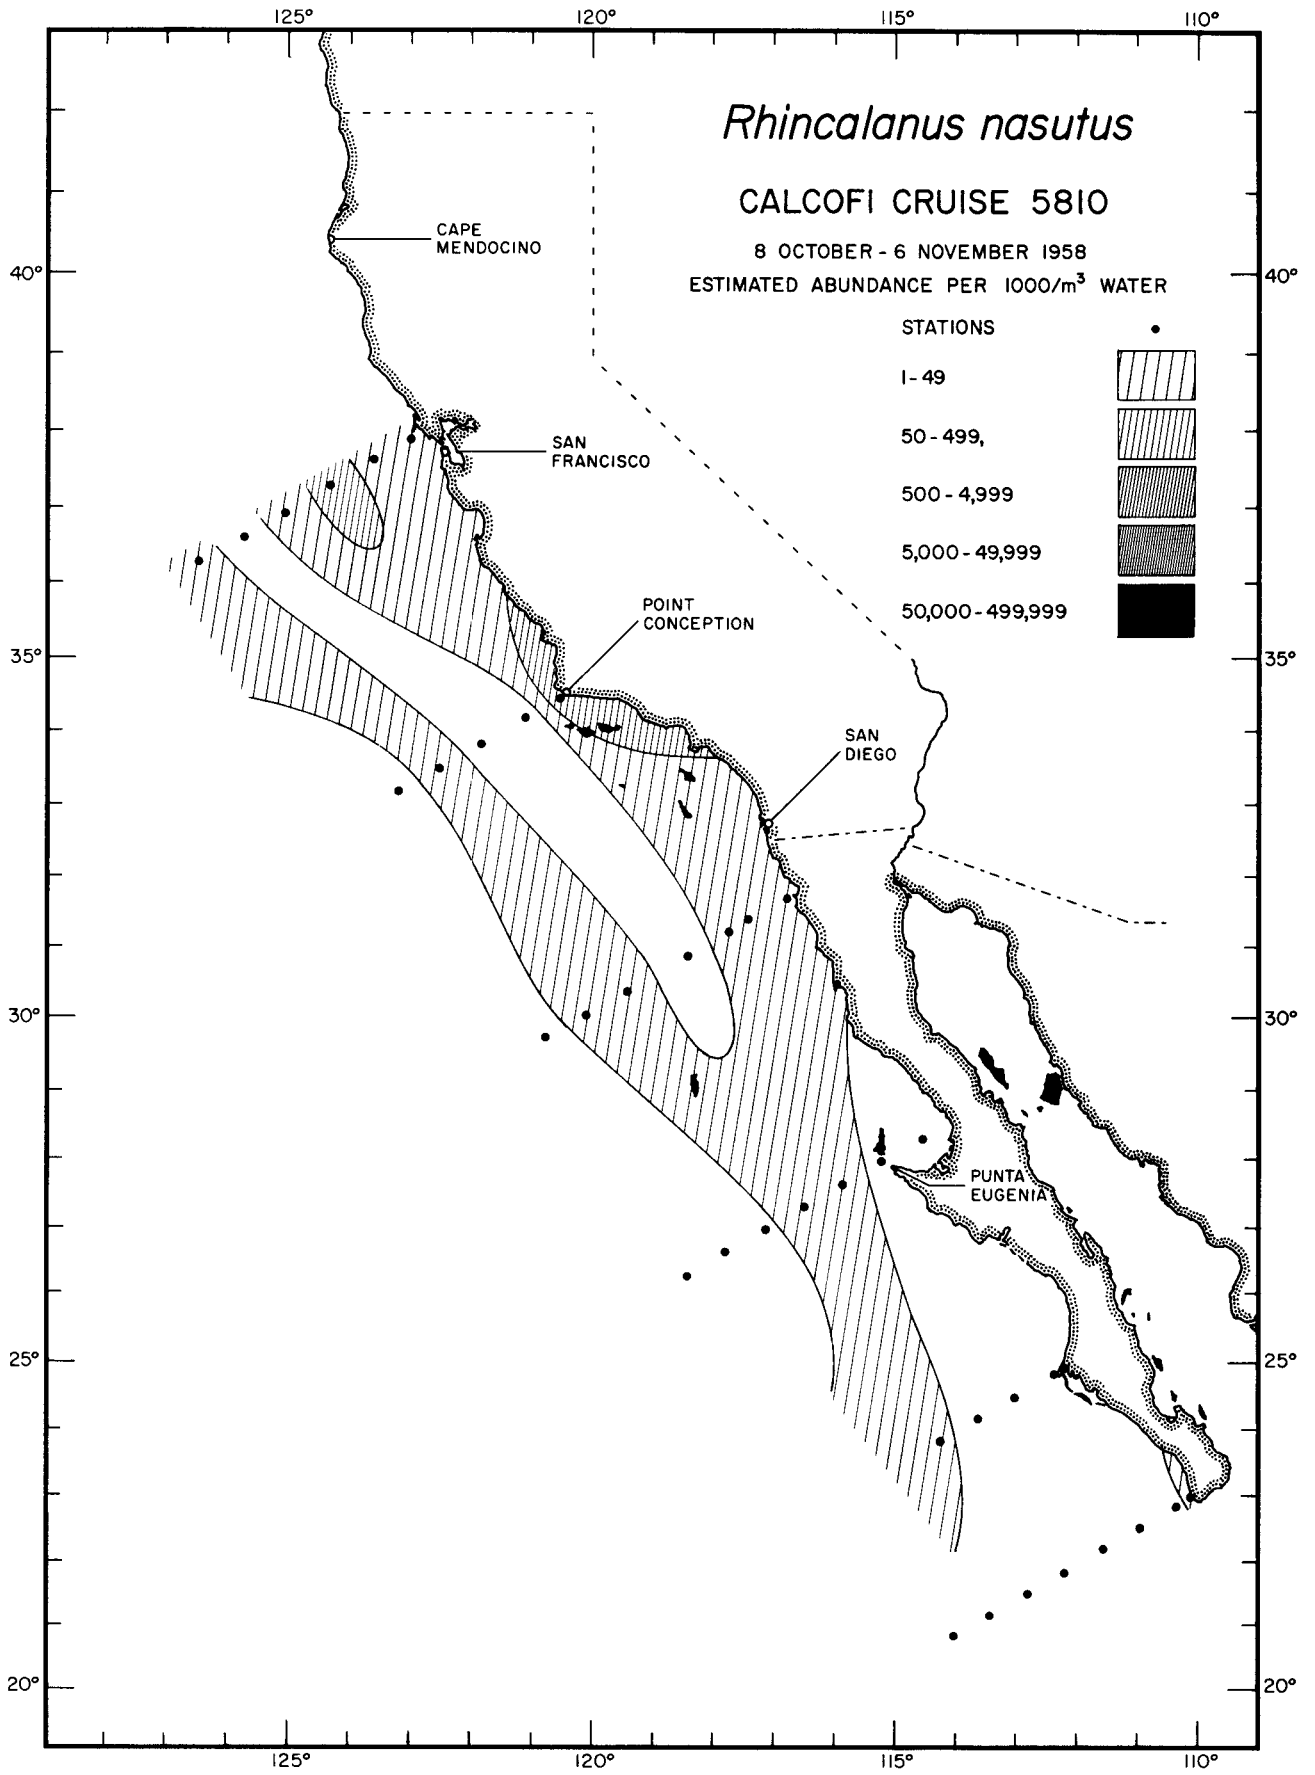 125° 120° 115° 110°
Rhincalanus nasutus
CALCOFI CRUISE 5810
8 OCTOBER - 6 NOVEMBER 1958
ESTIMATED ABUNDANCE PER 1000/m³ WATER
STATIONS
1-49
50-499,
500-4,999
5,000-49,999
50,000-499,999
CAPE
MENDOCINO
40° 40°
SAN
FRANCISCO
POINT
CONCEPTION
35° 35°
SAN
DIEGO
30° 30°
PUNTA
EUGENIA
25° 25°
20° 20°
125° 120° 115° 110°